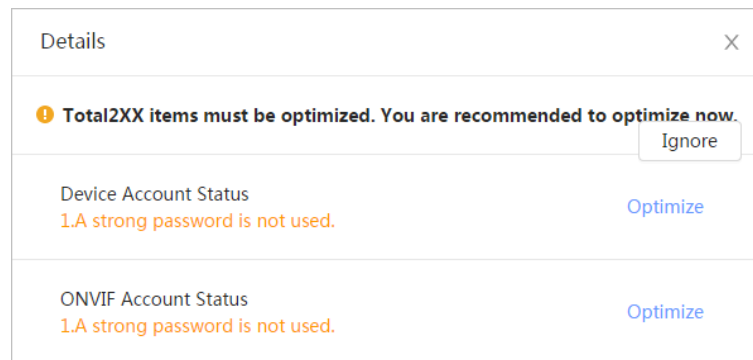 Details
Total2XX items must be optimized. You are recommended to optimize now.
Ignore
Device Account Status
Optimize
1.A strong password is not used.
ONVIF Account Status
Optimize
1.A strong password is not used.